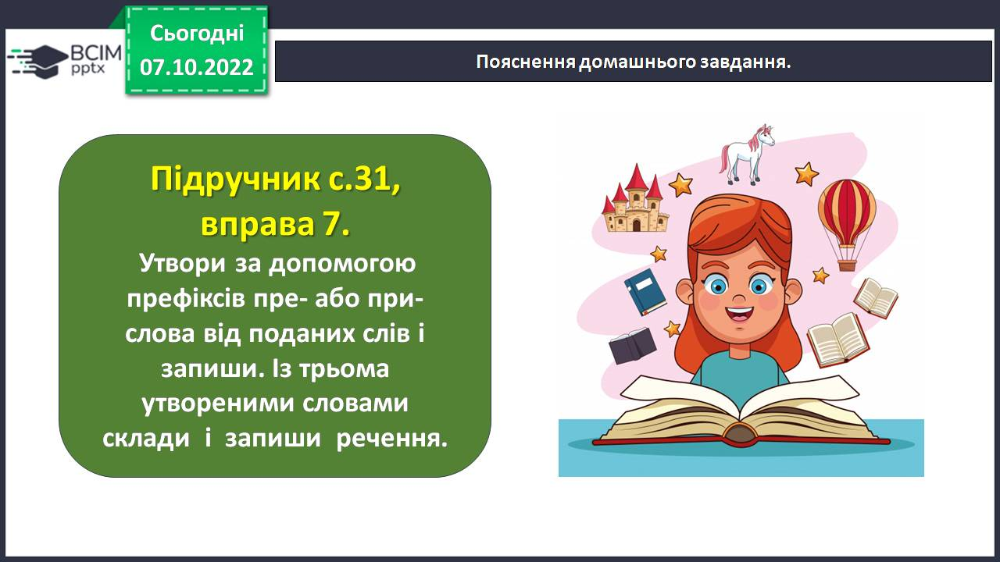 Сьогодні
07.10.2022
ВСІМ
pptx
Пояснення домашнього завдання.
Підручник с.31,
вправа 7.
Утвори за допомогою
префіксів пре- або при-
слова від поданих слів і
запиши. Із трьома
утвореними словами
склади і запиши речення.